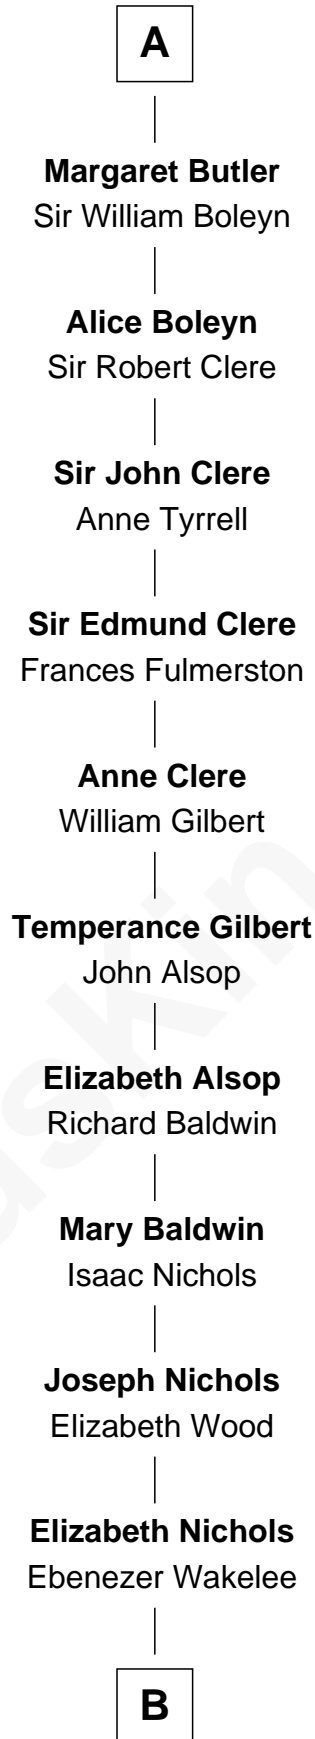 A
Margaret Butler
Sir William Boleyn
Alice Boleyn
Sir Robert Clere
Sir John Clere
Anne Tyrrell
Sir Edmund Clere
Frances Fulmerston
Anne Clere
William Gilbert
Temperance Gilbert
John Alsop
Elizabeth Alsop
Richard Baldwin
Mary Baldwin
Isaac Nichols
Joseph Nichols
Elizabeth Wood
Elizabeth Nichols
Ebenezer Wakelee
B